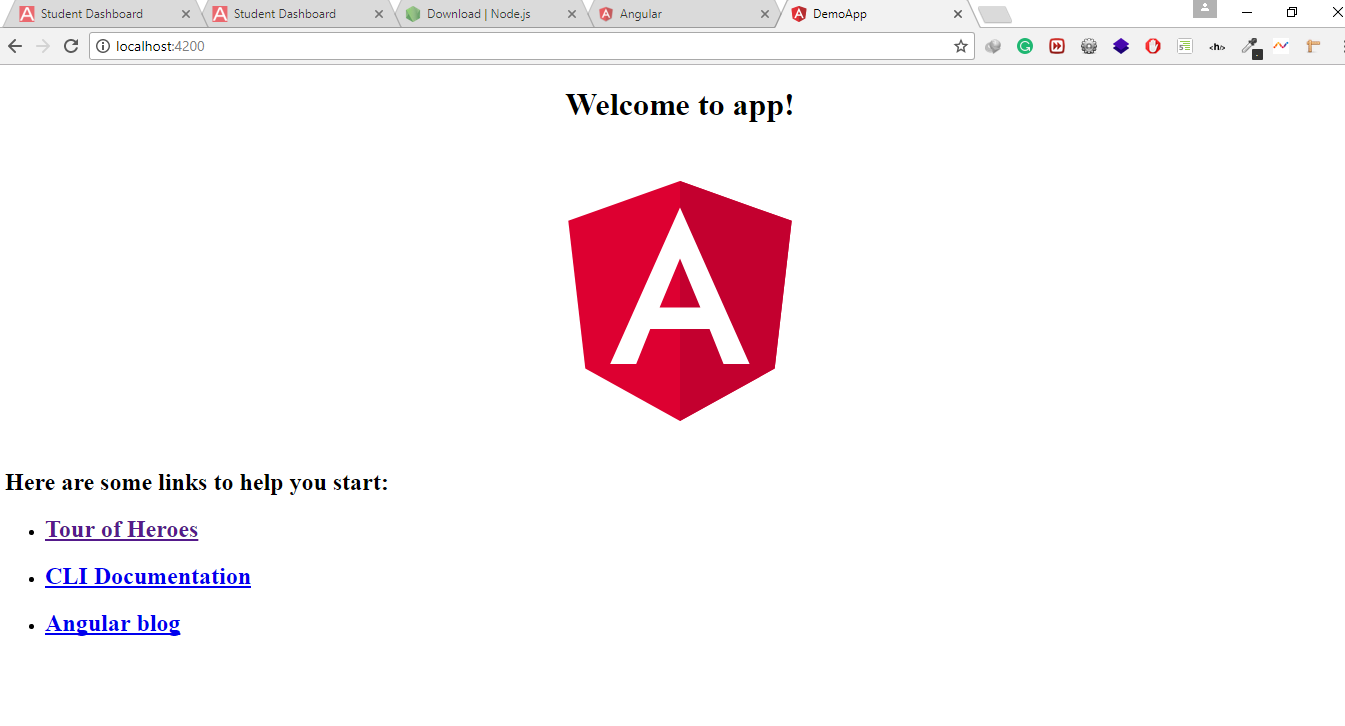 Student Dashboard
Student Dashboard
Download | Node.js
Angular
DemoApp
localhost:4200
Welcome to app!
A
Here are some links to help you start:
Tour of Heroes
CLI Documentation
Angular blog